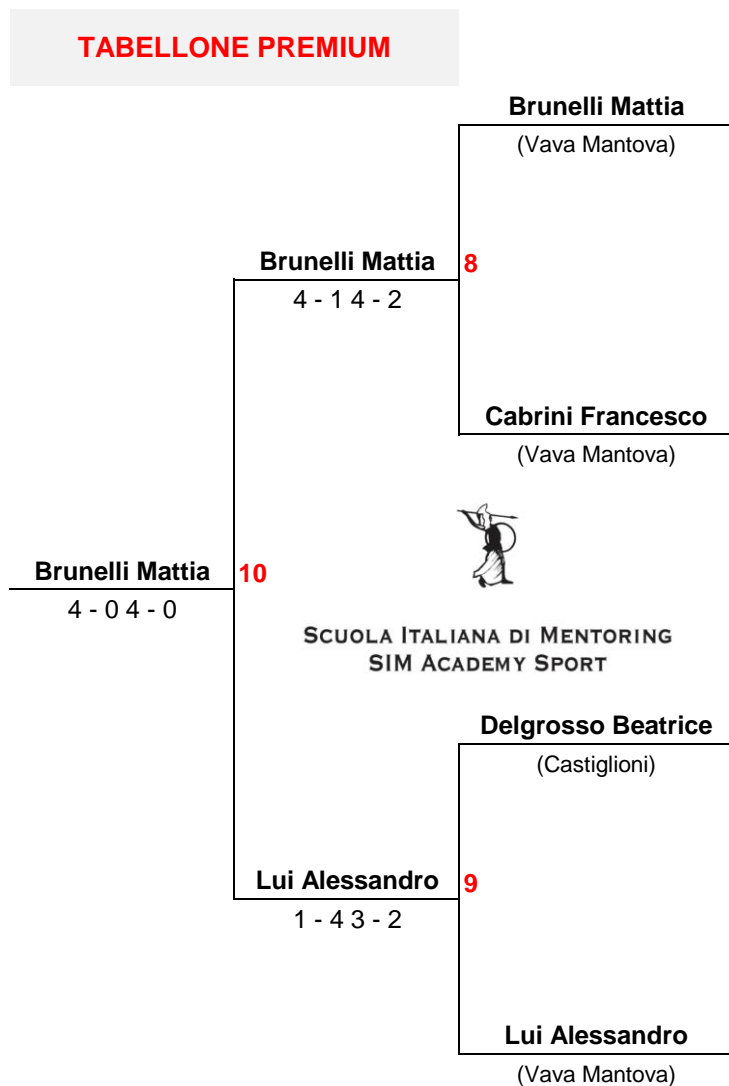 TABELLONE PREMIUM
Brunelli Mattia
(Vava Mantova)
Brunelli Mattia 8
4 - 1 4 - 2
Cabrini Francesco
(Vava Mantova)
Brunelli Mattia 10
4 - 0 4 - 0
SCUOLA ITALIANA DI MENTORING
SIM ACADEMY SPORT
Delgrosso Beatrice
(Castiglioni)
Lui Alessandro 9
1 - 4 3 - 2
Lui Alessandro
(Vava Mantova)